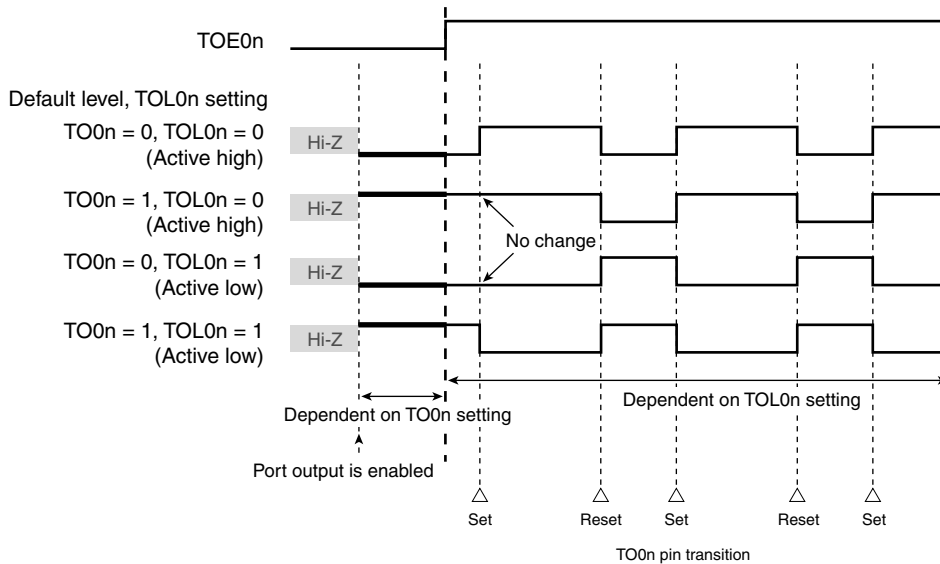 TOE0n
Default level, TOL0n setting
TO0n = 0, TOL0n = 0
(Active high)
Hi-Z
TO0n = 1, TOL0n = 0
(Active high)
Hi-Z
No change
TO0n = 0, TOL0n = 1
(Active low)
Hi-Z
TO0n = 1, TOL0n = 1
(Active low)
Hi-Z
Dependent on TO0n setting
Dependent on TOL0n setting
Port output is enabled
Set
Reset
Set
Reset
Set
TO0n pin transition